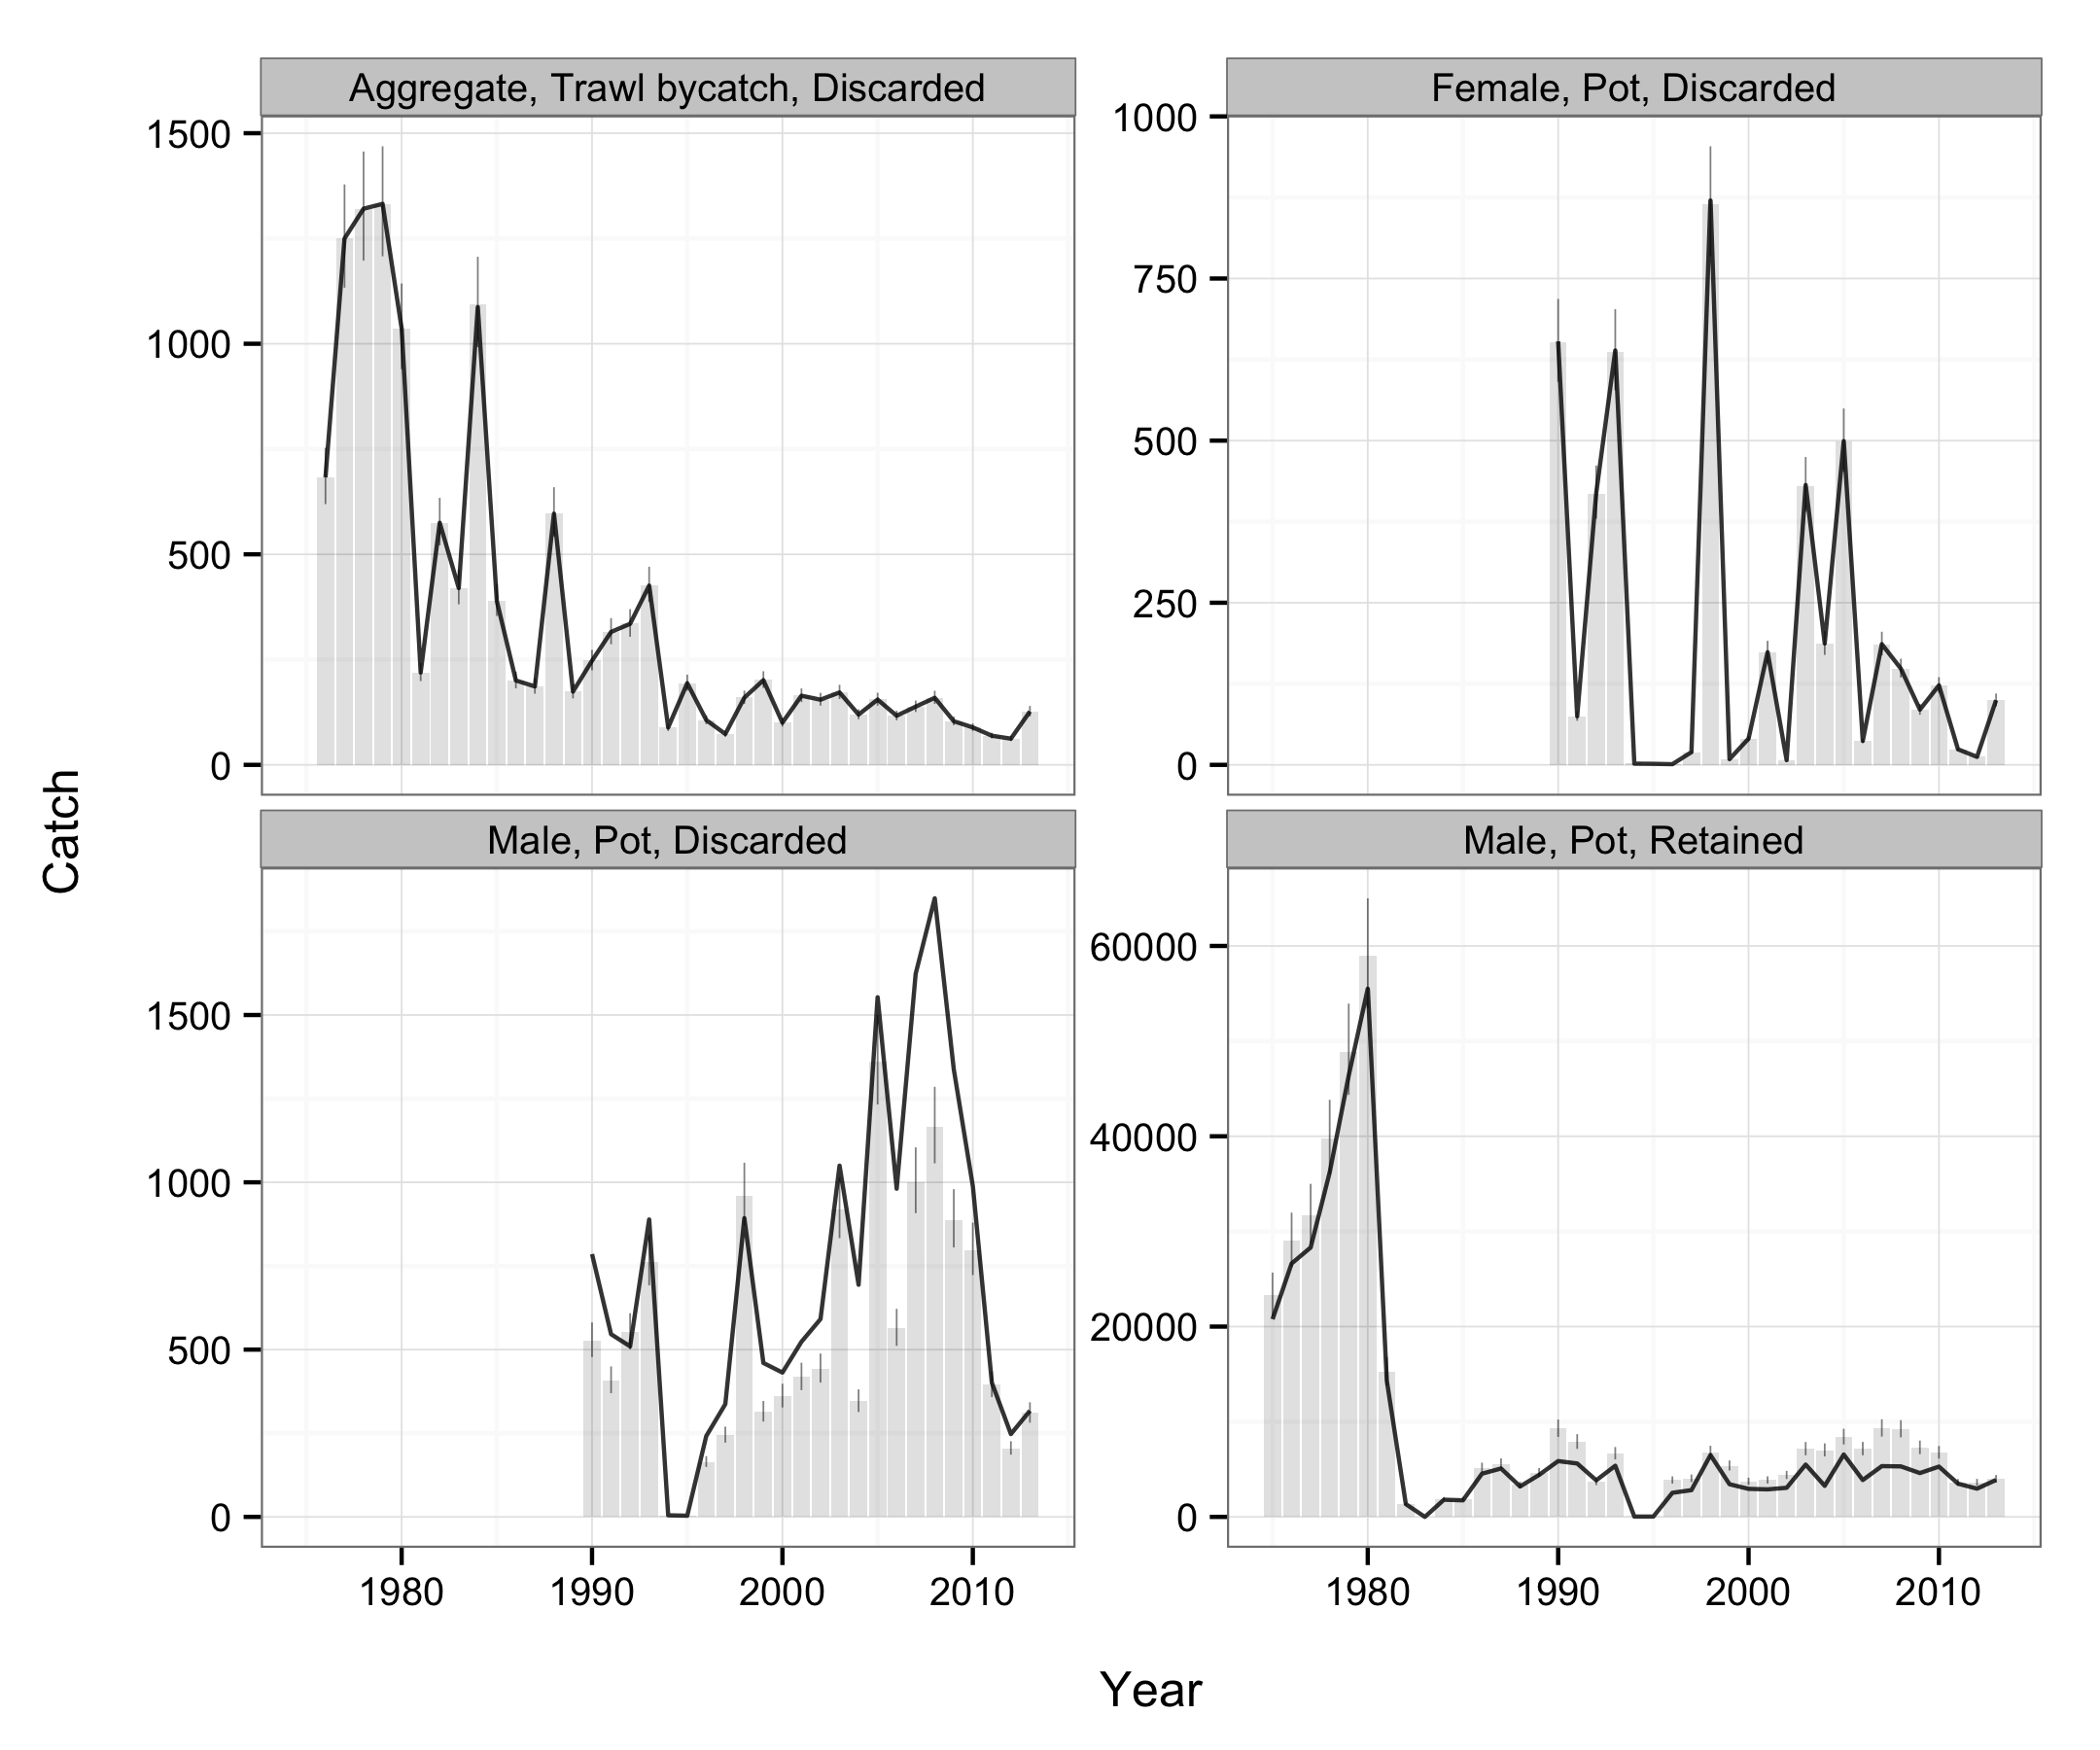 Aggregate, Trawl bycatch, Discarded
Female, Pot, Discarded
1500
1000
500
0
1000
750
500
250
0
Catch
Male, Pot, Discarded
Male, Pot, Retained
1500
1000
500
0
60000
40000
20000
0
1980 1990 2000 2010
1980 1990 2000 2010
Year